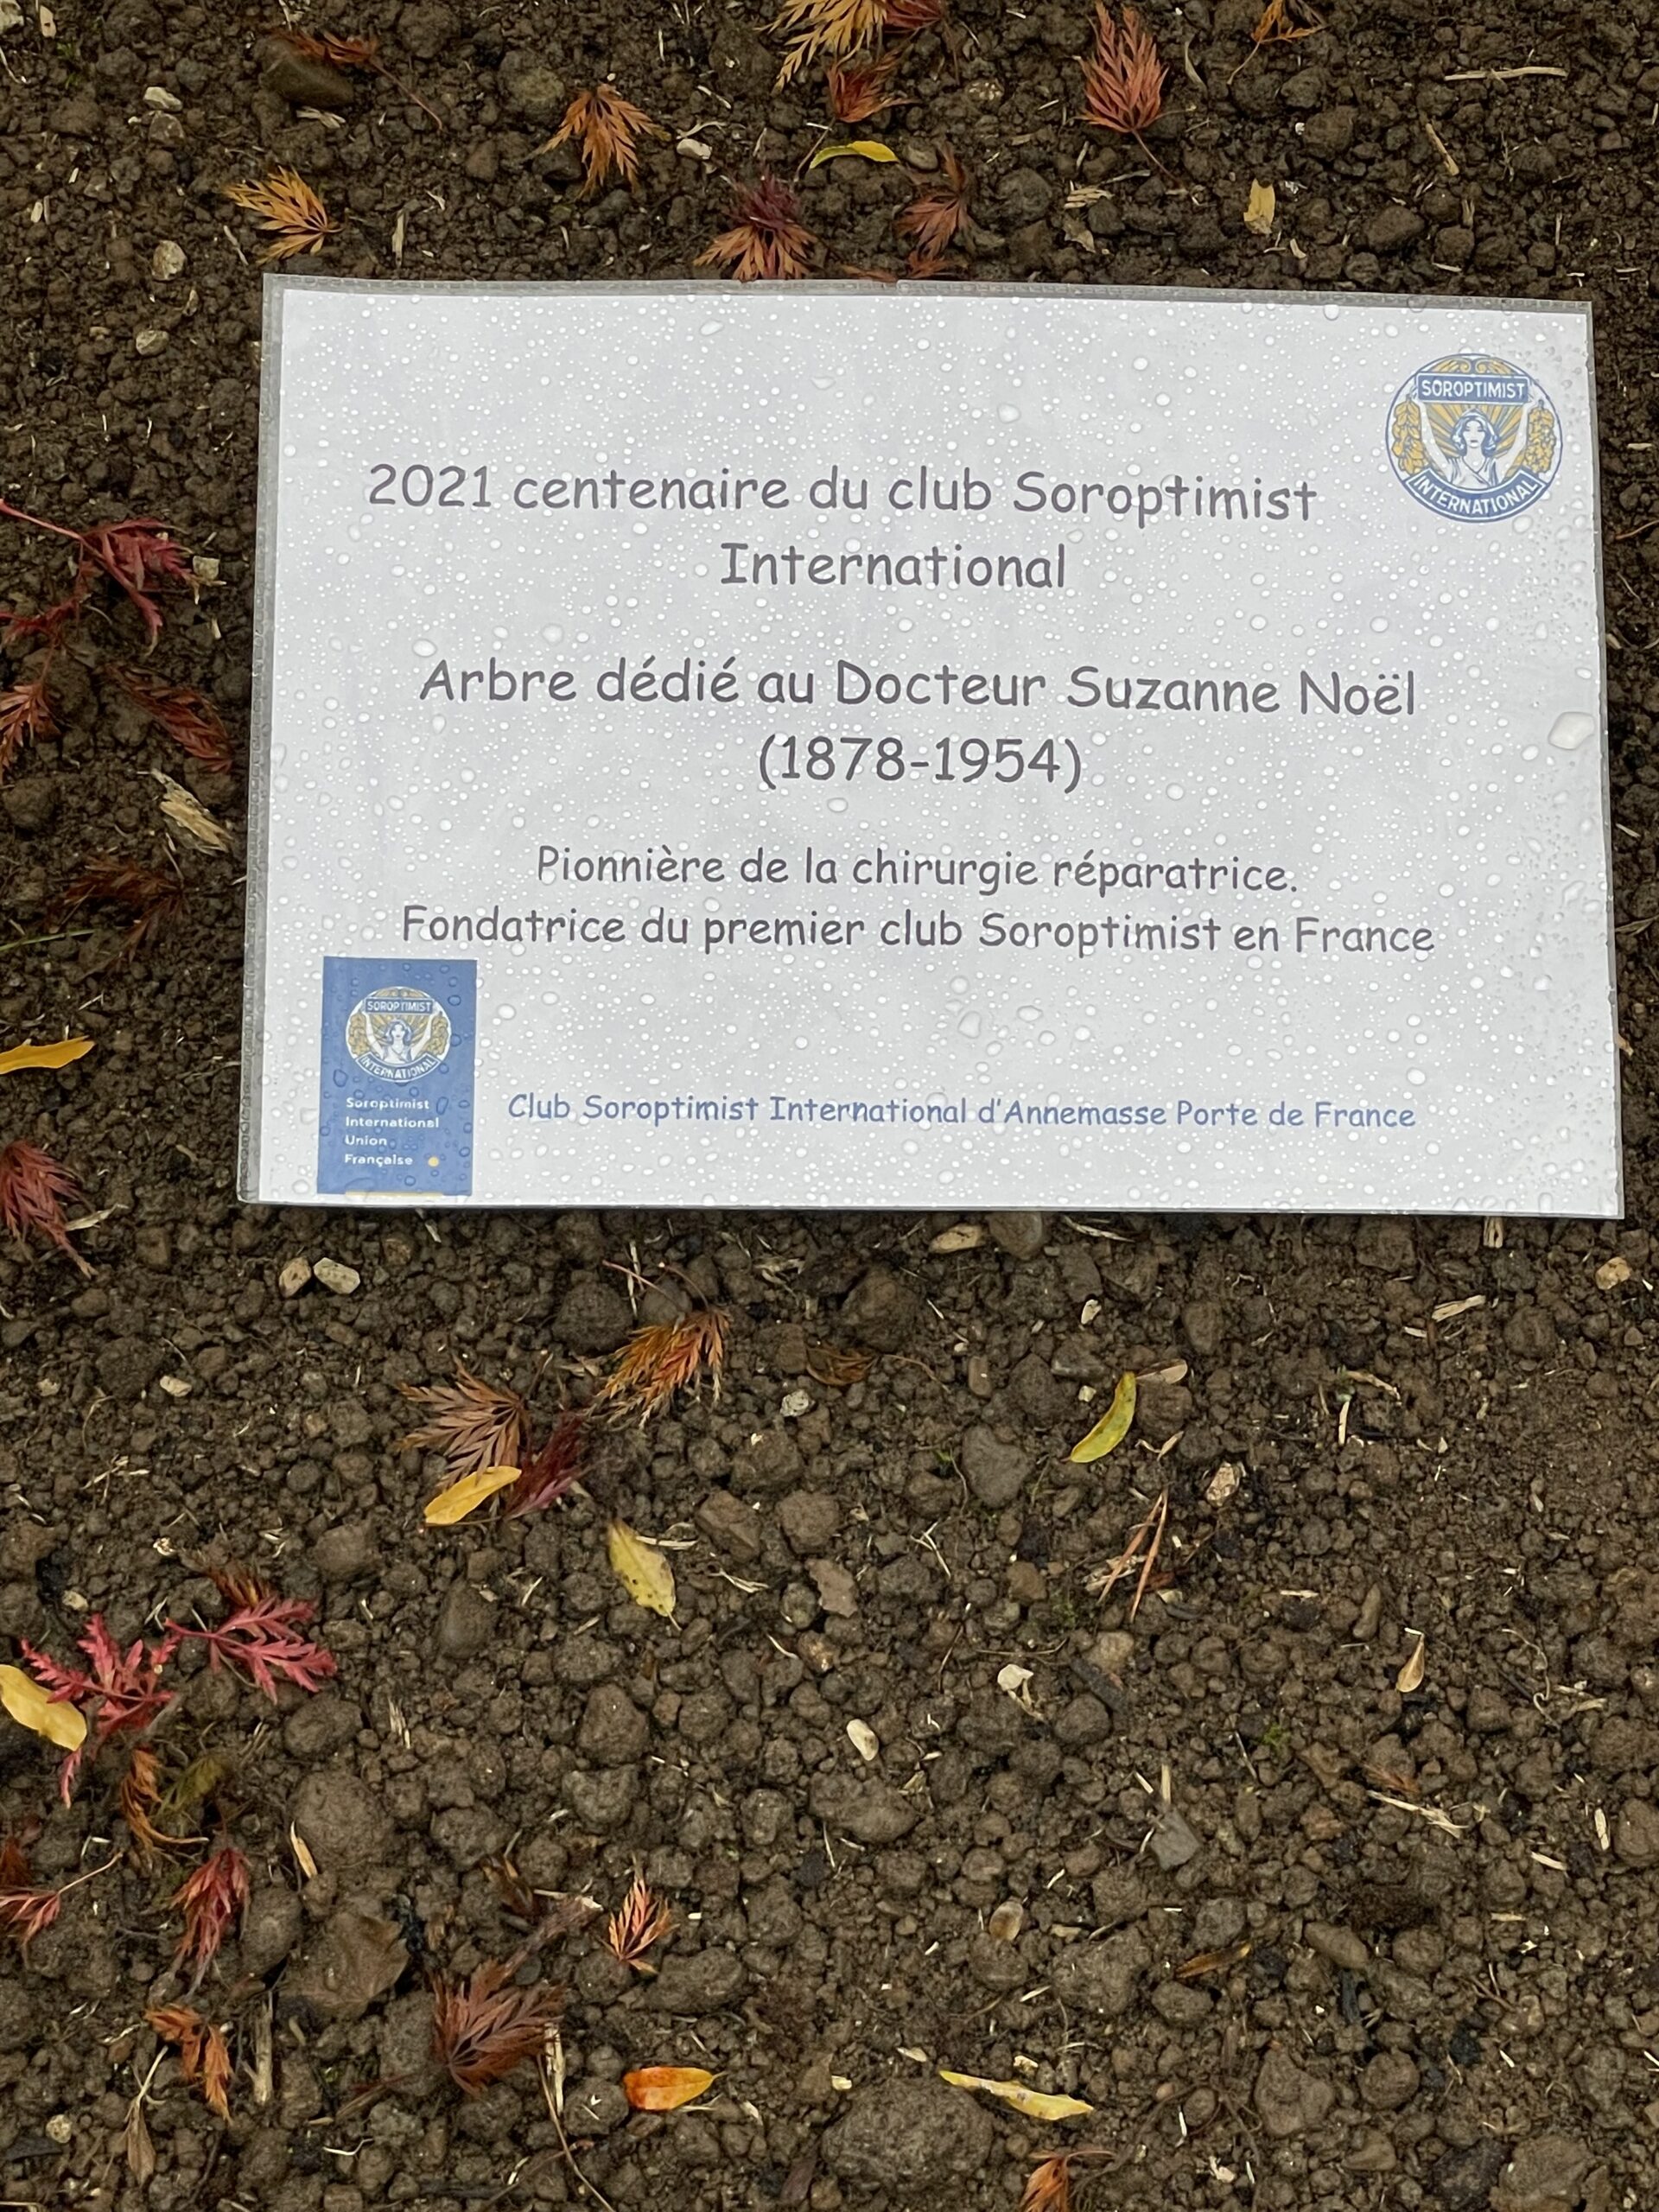 SOROPTIMIST
INTERNATIONAL
2021 centenaire du club Soroptimist
International
Arbre dédié au Docteur Suzanne Noël
(1878-1954)
Pionnière de la chirurgie réparatrice.
Fondatrice du premier club Soroptimist en France
SOROPTIMIST
INTERNATIONAL
Soroptimist
International
Union
Française
Club Soroptimist International d'Annemasse Porte de France